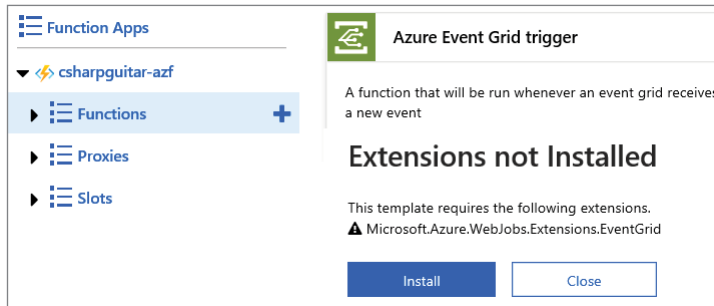 Function Apps
csharpguitar-azf
Functions
Proxies
Slots
Azure Event Grid trigger
A function that will be run whenever an event grid receives
a new event
Extensions not Installed
This template requires the following extensions.
Microsoft.Azure.WebJobs.Extensions.EventGrid
Install
Close